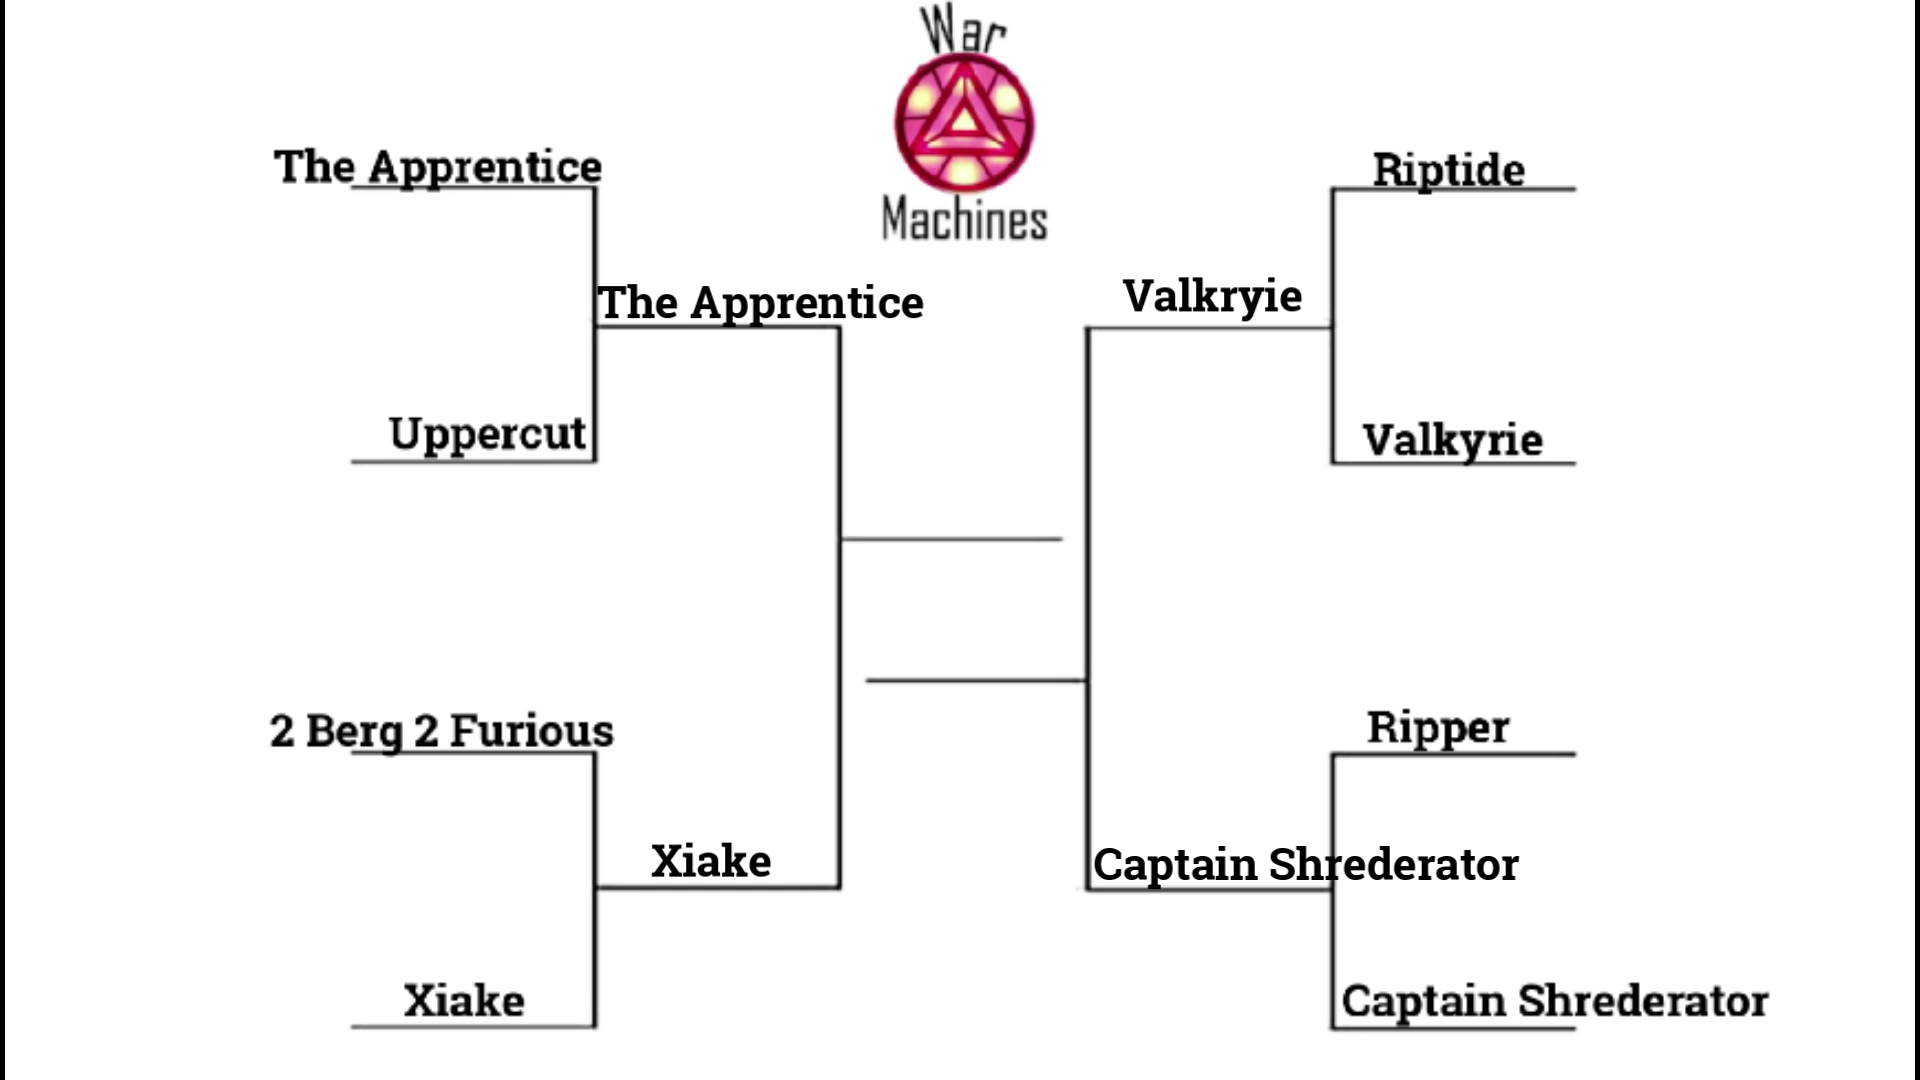 War
Machines
The Apprentice
Riptide
The Apprentice
Valkryie
Uppercut
Valkyrie
2 Berg 2 Furious
Ripper
Xiake
Captain Shrederator
Xiake
Captain Shrederator